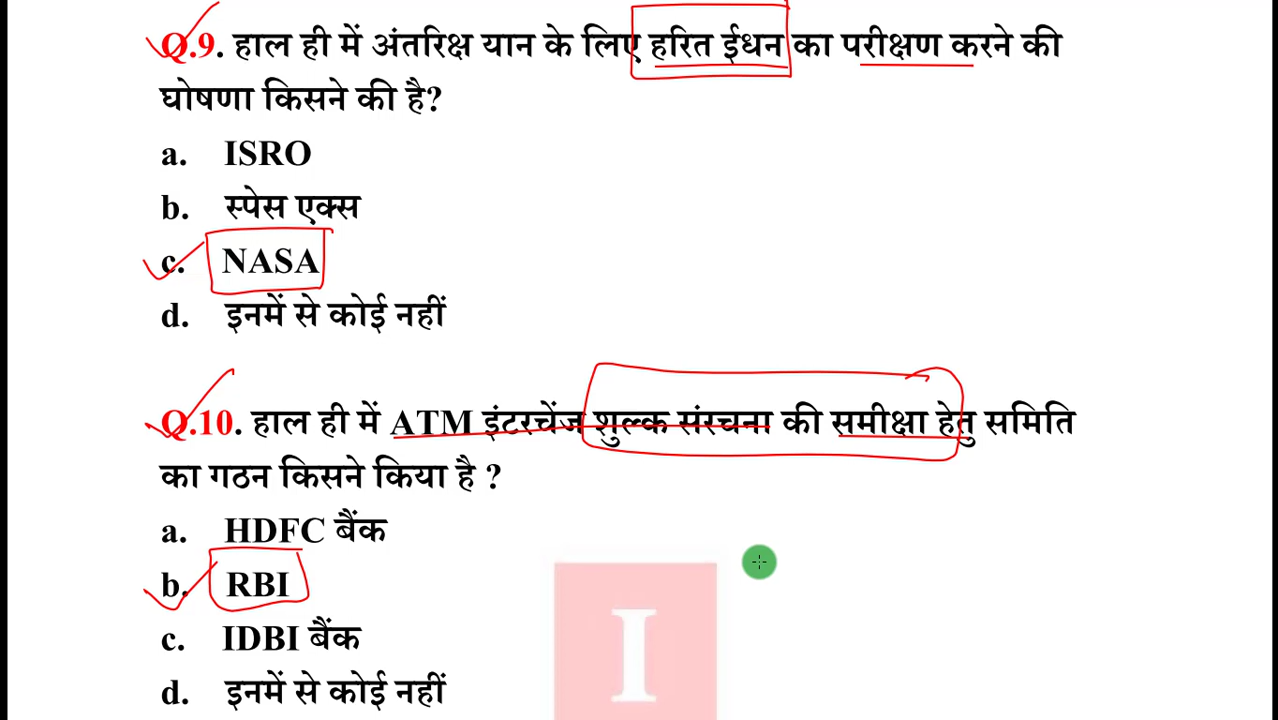 Q.9. हाल ही में अंतरिक्ष यान के लिए हरित ईधन का परीक्षण करने की
घोषणा किसने की है?
a. ISRO
b. स्पेस एक्स
c. NASA
d. इनमें से कोई नहीं
Q.10. हाल ही में ATM इंटरचेंज शुल्क संरचना की समीक्षा हेतु समिति
का गठन किसने किया है ?
a. HDFC बैंक
b. RBI
c. IDBI बैंक
d. इनमें से कोई नहीं
I